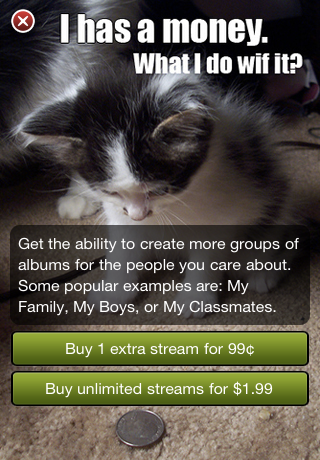 I has a money.
What I do wif it?
Get the ability to create more groups of
albums for the people you care about.
Some popular examples are: My
Family, My Boys, or My Classmates.
Buy 1 extra stream for 99¢
Buy unlimited streams for $1.99